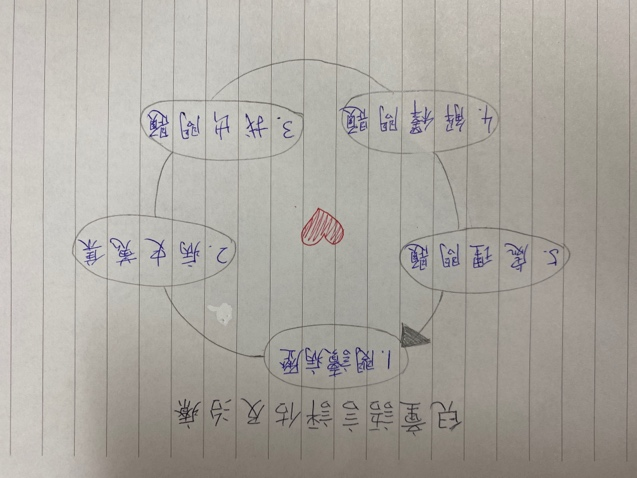 兒童語言評估及治療
1. 閱讀病歷
2. 病史蒐集
3. 找出問題
4. 解釋問題
5. 處理問題